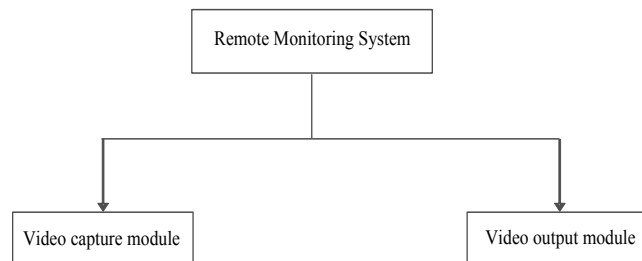 Remote Monitoring System
Video capture module
Video output module